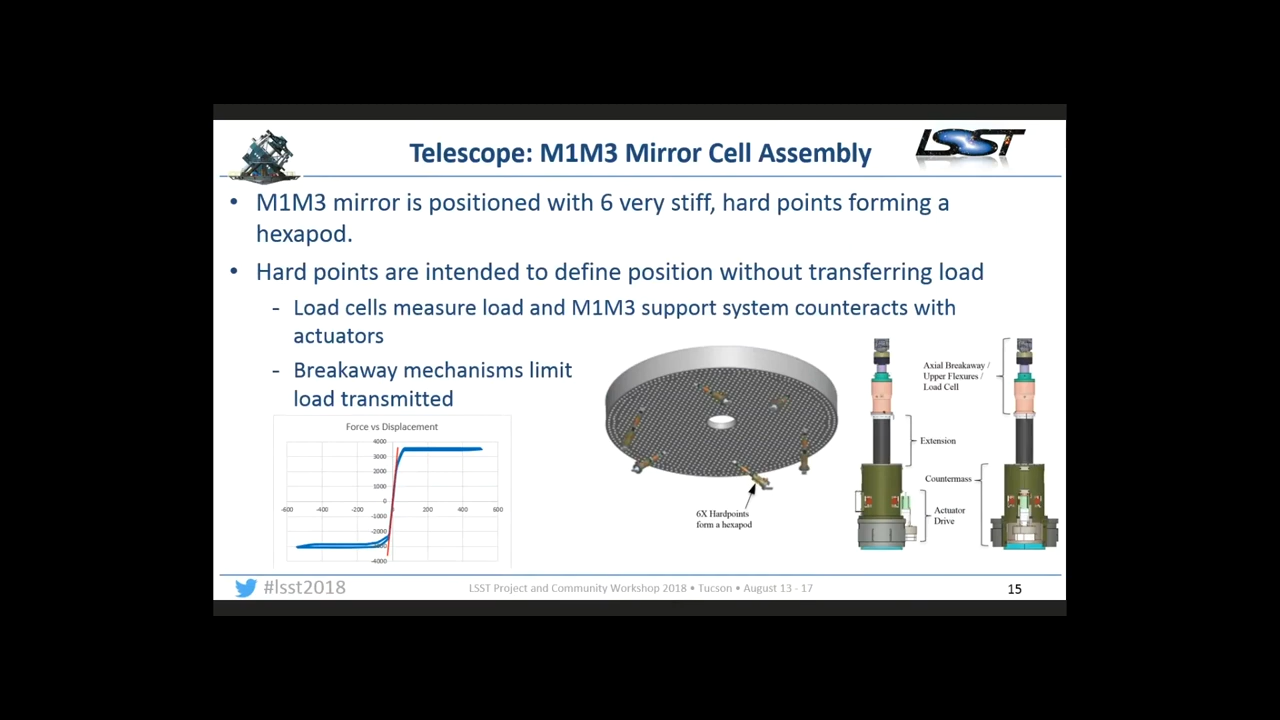 Telescope: M1M3 Mirror Cell Assembly
LSST
• M1M3 mirror is positioned with 6 very stiff, hard points forming a
hexapod.
• Hard points are intended to define position without transferring load
- Load cells measure load and M1M3 support system counteracts with
actuators
- Breakaway mechanisms limit
load transmitted
Force vs Displacement
4000
3000
2000
1000
0
-600 -400 -200 0 200 400 600
-1000
-2000
-4000
6X Hardpoints
form a hexapod
Axial Breakaway /
Upper Flexures /
Load Cell
Extension
Countermass
Actuator
Drive
#lsst2018
LSST Project and Community Workshop 2018 • Tucson • August 13 - 17
15